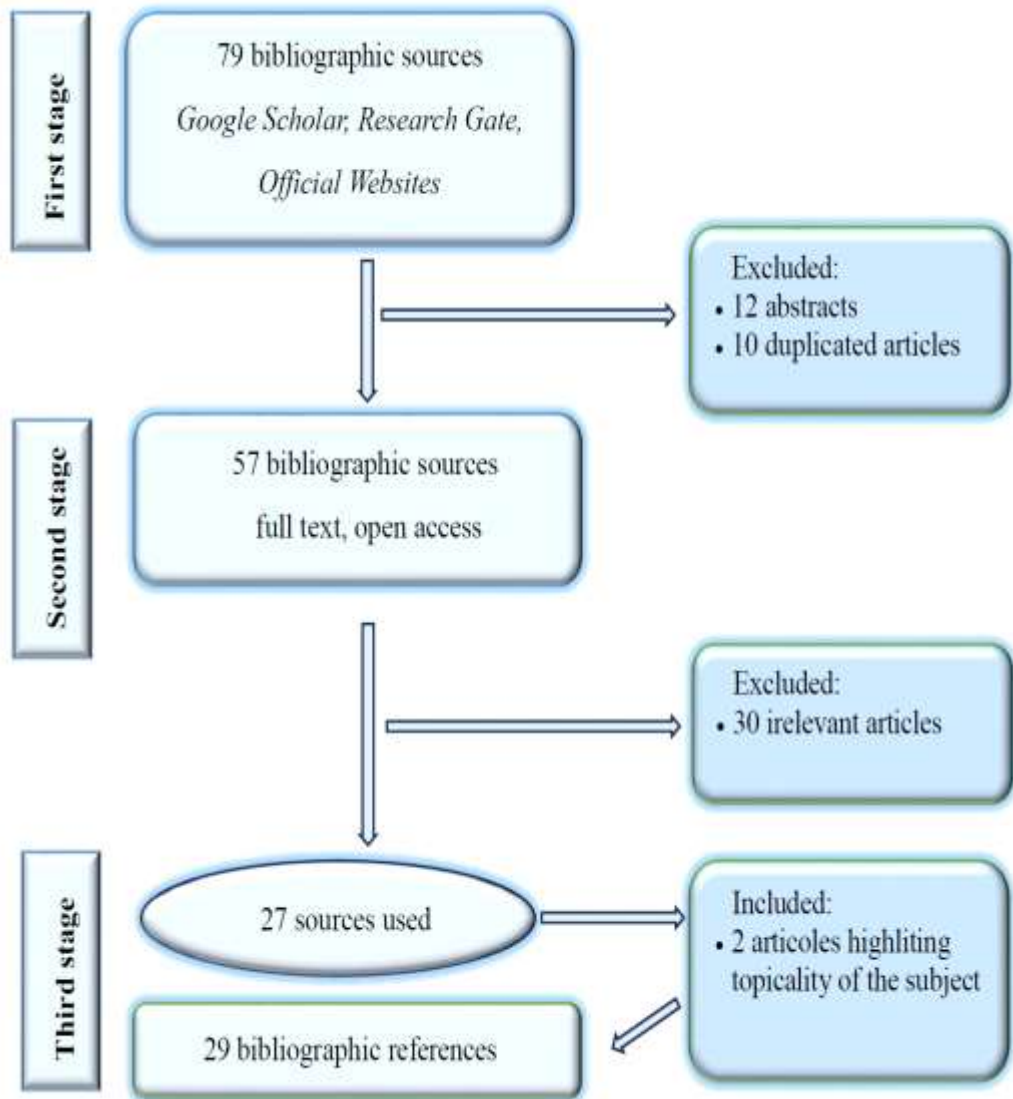 First stage
79 bibliographic sources
Google Scholar, Research Gate,
Official Websites
Excluded:
• 12 abstracts
• 10 duplicated articles
Second stage
57 bibliographic sources
full text, open access
Excluded:
• 30 irelevant articles
Third stage
27 sources used
Included:
• 2 articoles highliting
topicality of the subject
29 bibliographic references